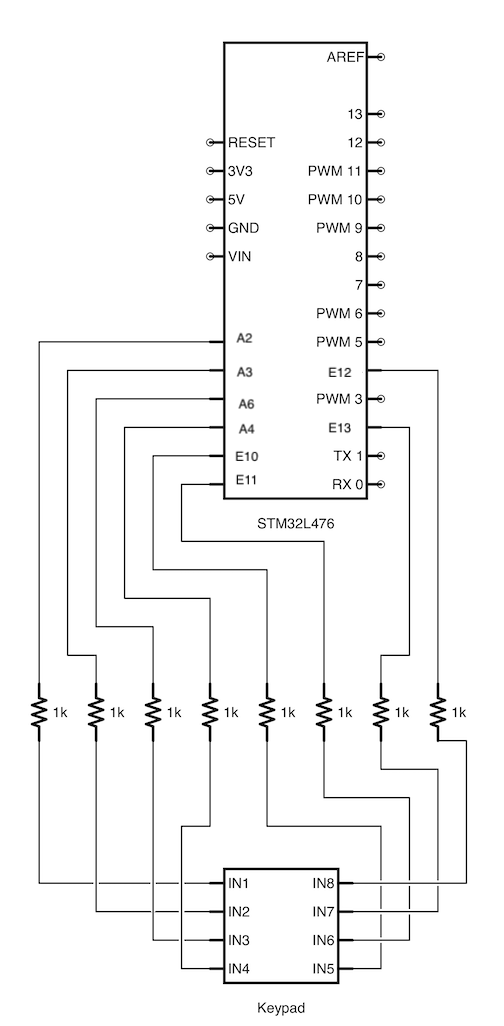 AREF
13
RESET
12
3V3
PWM 11
5V
PWM 10
GND
PWM 9
VIN
8
7
PWM 6
A2
PWM 5
A3
E12
A6
PWM 3
A4
E13
E10
TX 1
E11
RX 0
STM32L476
1k
1k
1k
1k
1k
1k
1k
1k
IN1
IN8
IN2
IN7
IN3
IN6
IN4
IN5
Keypad